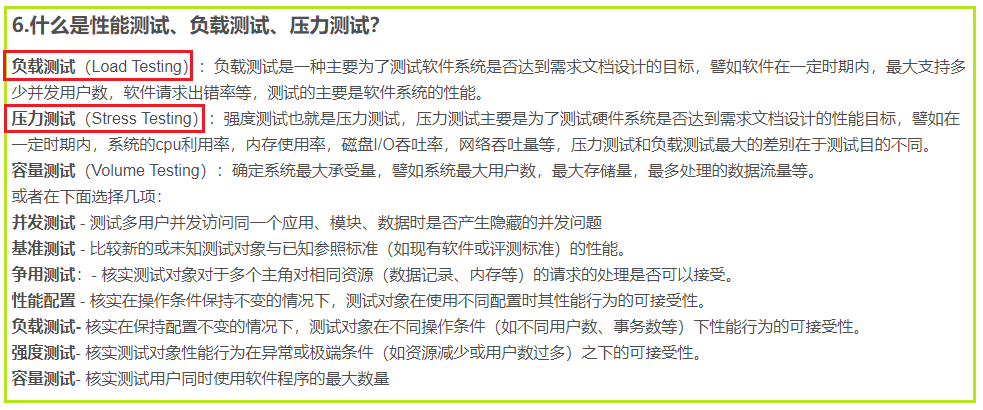 6.什么是性能测试、负载测试、压力测试？
负载测试（Load Testing）：负载测试是一种主要为了测试软件系统是否达到需求文档设计的目标，譬如软件在一定时期内，最大支持多
少并发用户数，软件请求出错率等，测试的主要是软件系统的性能。
压力测试（Stress Testing）：强度测试也就是压力测试，压力测试主要是为了测试硬件系统是否达到需求文档设计的性能目标，譬如在
一定时期内，系统的cpu利用率，内存使用率，磁盘I/O吞吐率，网络吞吐量等，压力测试和负载测试最大的差别在于测试目的不同。
容量测试（Volume Testing）：确定系统最大承受量，譬如系统最大用户数，最大存储量，最多处理的数据流量等。
或者在下面选择几项：
并发测试 - 测试多用户并发访问同一个应用、模块、数据时是否产生隐藏的并发问题
基准测试 - 比较新的或未知测试对象与已知参照标准（如现有软件或评测标准）的性能。
争用测试：- 核实测试对象对于多个主角对相同资源（数据记录、内存等）的请求的处理是否可以接受。
性能配置 - 核实在操作条件保持不变的情况下，测试对象在使用不同配置时其性能行为的可接受性。
负载测试- 核实在保持配置不变的情况下，测试对象在不同操作条件（如不同用户数、事务数等）下性能行为的可接受性。
强度测试- 核实测试对象性能行为在异常或极端条件（如资源减少或用户数过多）之下的可接受性。
容量测试- 核实测试用户同时使用软件程序的最大数量